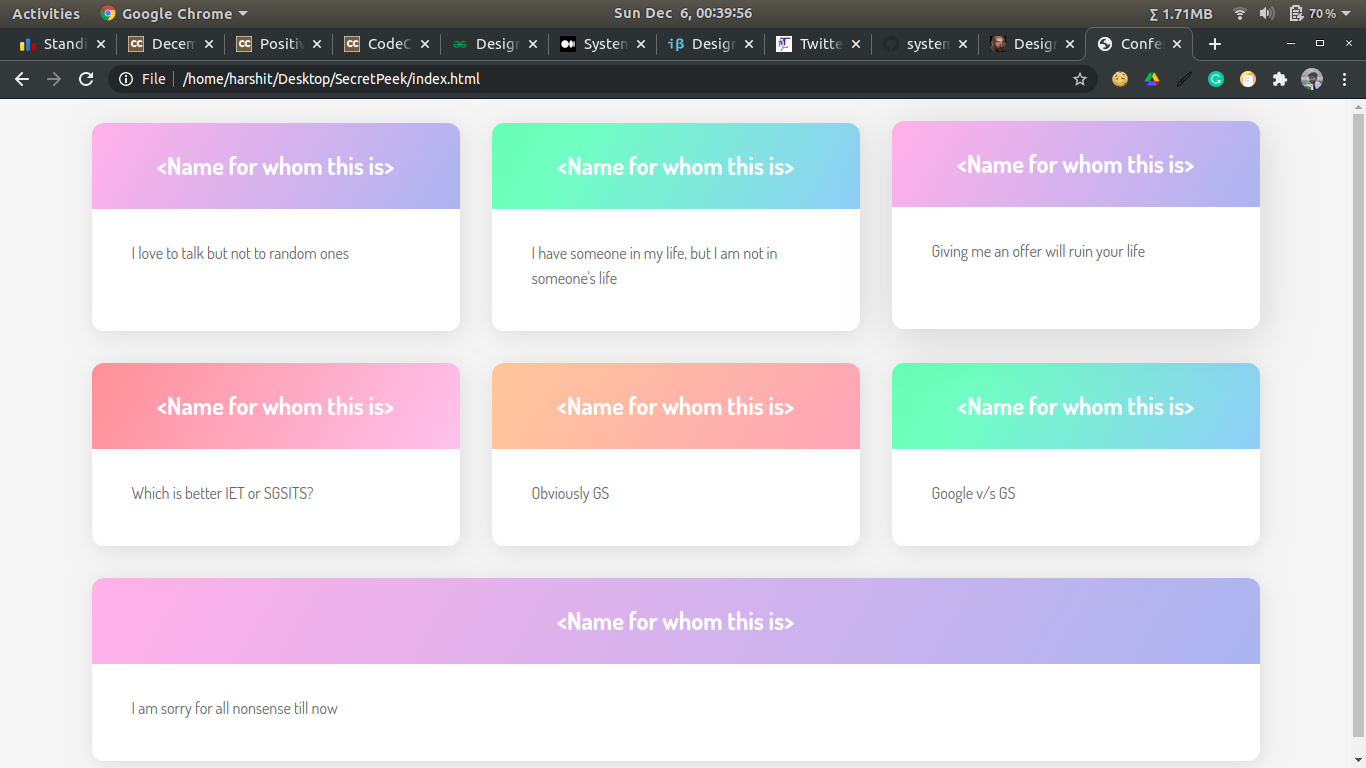 Activities Google Chrome Sun Dec 6, 00:39:56 ∑ 1.71MB 70 %
Standi Decem Positiv CodeC Design System Design Twitte system Design Confes
File /home/harshit/Desktop/SecretPeek/index.html
<Name for whom this is> <Name for whom this is> <Name for whom this is>
I love to talk but not to random ones I have someone in my life, but I am not in Giving me an offer will ruin your life
someone's life
<Name for whom this is> <Name for whom this is> <Name for whom this is>
Which is better IET or SGSITS? Obviously GS Google v/s GS
<Name for whom this is>
I am sorry for all nonsense till now